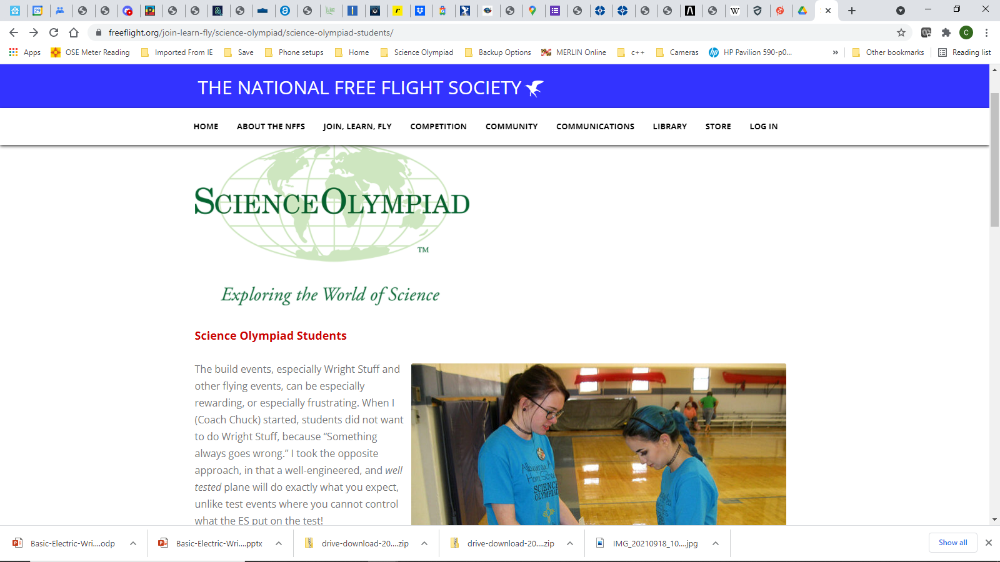 29
freeflight.org/join-learn-fly/science-olympiad/science-olympiad-students/
C
Apps
OSE Meter Reading
Imported From IE
Save
Phone setups
Home
Science Olympiad
Backup Options
MERLIN Online
c++
Cameras
HP Pavilion 590-p0...
»
Other bookmarks
Reading list
THE NATIONAL FREE FLIGHT SOCIETY
HOME
ABOUT THE NFFS
JOIN, LEARN, FLY
COMPETITION
COMMUNITY
COMMUNICATIONS
LIBRARY
STORE
LOG IN
SCIENCE OLYMPIAD
TM
Exploring the World of Science
Science Olympiad Students
The build events, especially Wright Stuff and
other flying events, can be especially
rewarding, or especially frustrating. When I
(Coach Chuck) started, students did not want
to do Wright Stuff, because “Something
always goes wrong.” I took the opposite
approach, in that a well-engineered, and well
tested plane will do exactly what you expect,
unlike test events where you cannot control
what the ES put on the test!
Home School
SCIENCE
OLYMPIAD
Basic-Electric-Wri....odp
Basic-Electric-Wri....pptx
drive-download-20....zip
drive-download-20....zip
IMG_20210918_10....jpg
Show all